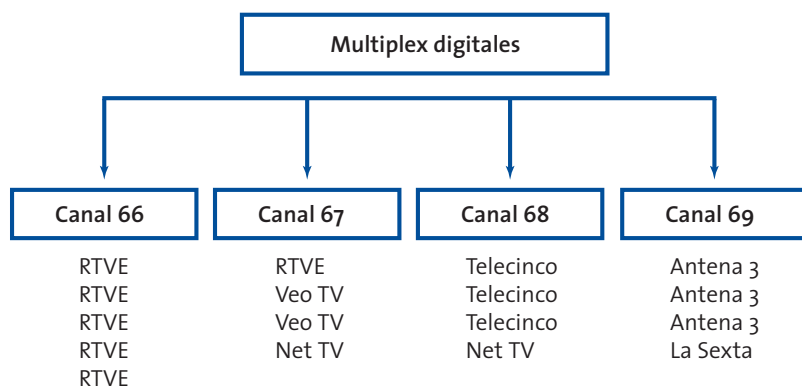 Multiplex digitales
Canal 66
RTVE
RTVE
RTVE
RTVE
RTVE
Canal 67
RTVE
Veo TV
Veo TV
Net TV
Canal 68
Telecinco
Telecinco
Telecinco
Net TV
Canal 69
Antena 3
Antena 3
Antena 3
La Sexta